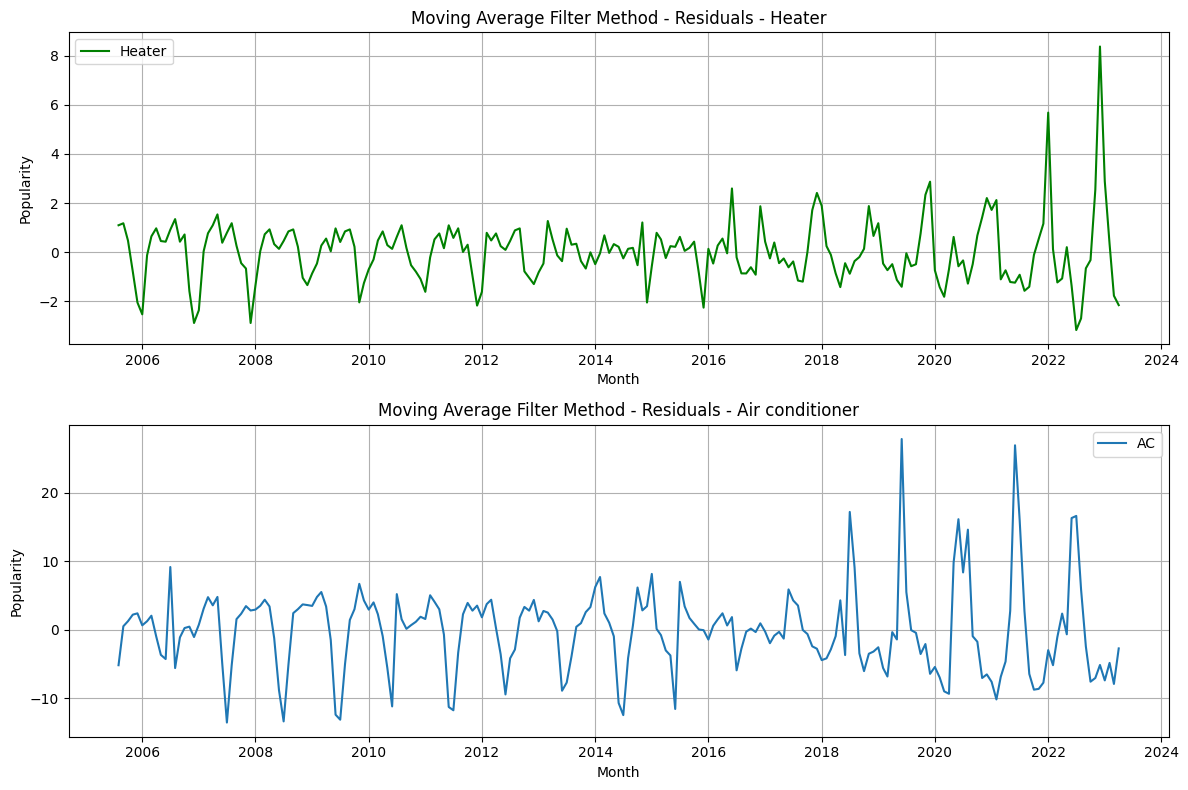 Moving Average Filter Method - Residuals - Heater
Heater
8
6
4
2
0
−2
Popularity
2006 2008 2010 2012 2014 2016 2018 2020 2022 2024
Month
Moving Average Filter Method - Residuals - Air conditioner
AC
20
10
0
−10
Popularity
2006 2008 2010 2012 2014 2016 2018 2020 2022 2024
Month